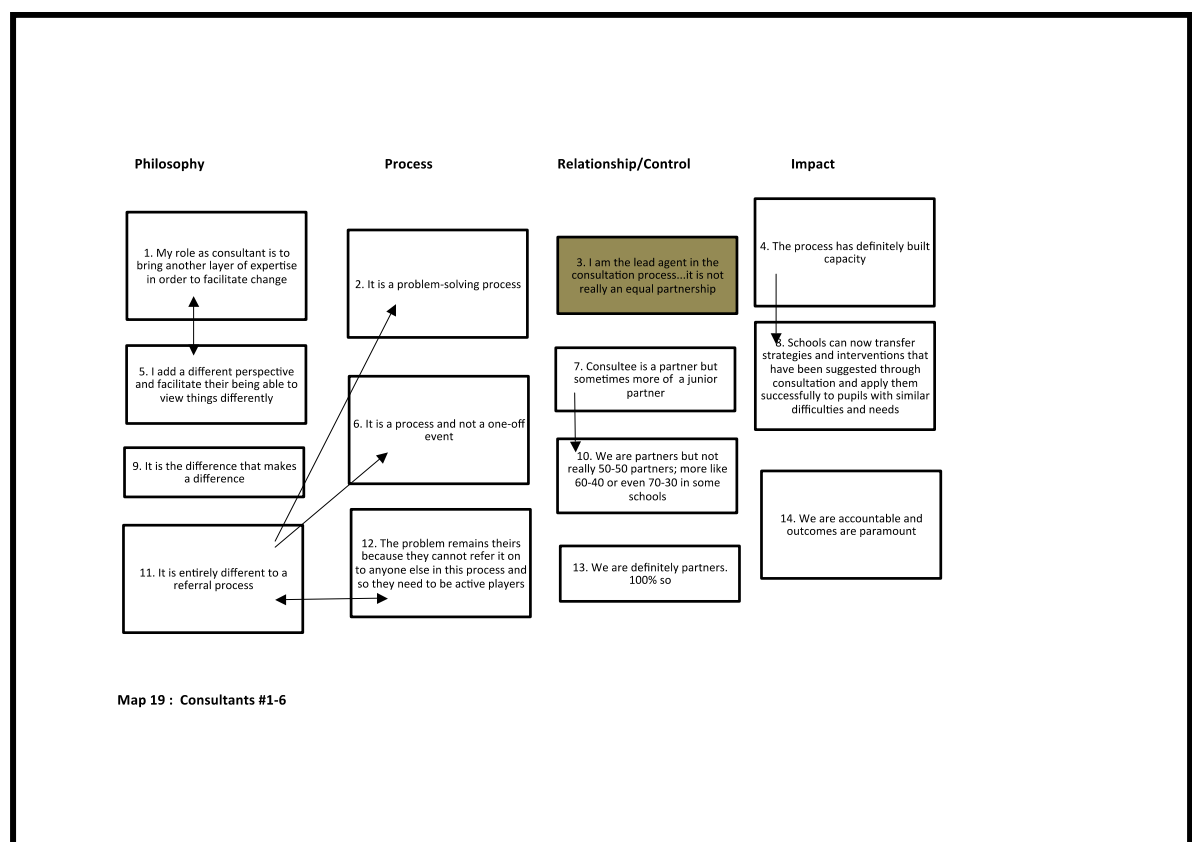 Philosophy
Process
Relationship/Control
Impact
1. My role as consultant is to
bring another layer of expertise
in order to facilitate change
5. I add a different perspective
and facilitate their being able to
view things differently
9. It is the difference that makes
a difference
11. It is entirely different to a
referral process
2. It is a problem-solving process
6. It is a process and not a one-off
event
12. The problem remains theirs
because they cannot refer it on
to anyone else in this process and
so they need to be active players
3. I am the lead agent in the
consultation process...it is not
really an equal partnership
7. Consultee is a partner but
sometimes more of a junior
partner
10. We are partners but not
really 50-50 partners; more like
60-40 or even 70-30 in some
schools
13. We are definitely partners.
100% so
4. The process has definitely built
capacity
8. Schools can now transfer
strategies and interventions that
have been suggested through
consultation and apply them
successfully to pupils with similar
difficulties and needs
14. We are accountable and
outcomes are paramount
Map 19 : Consultants #1-6